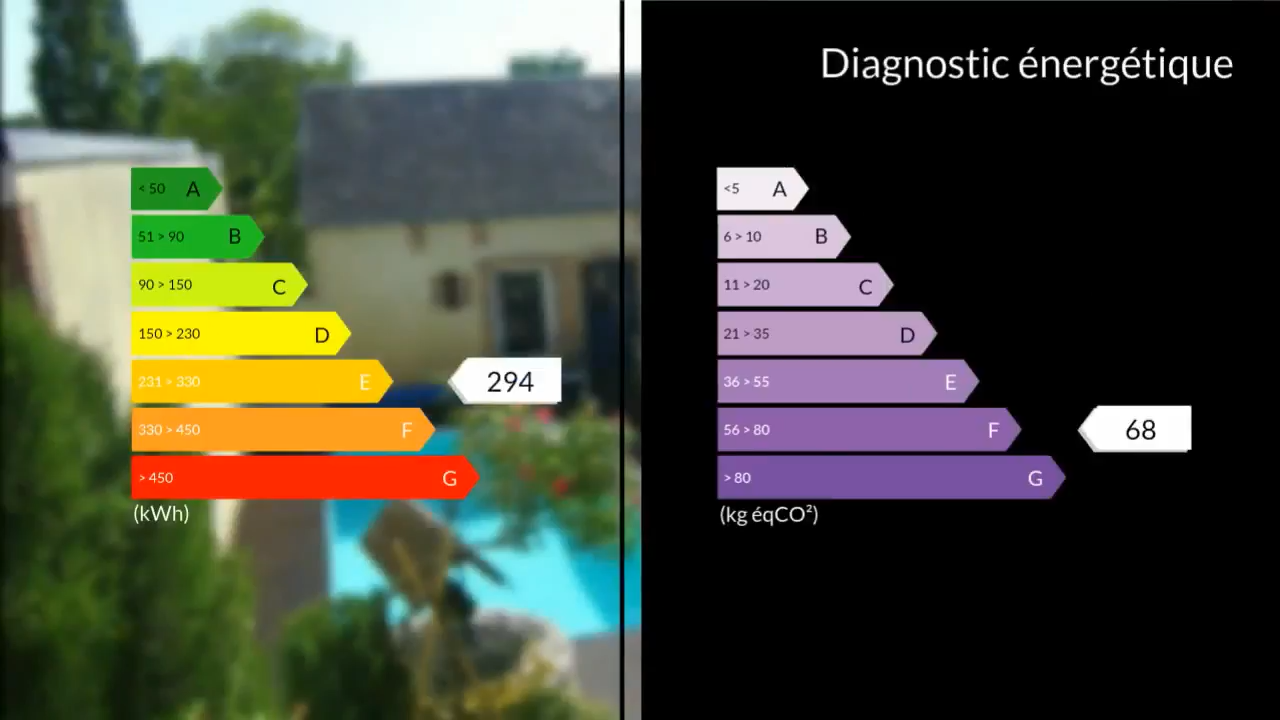 Diagnostic énergétique
< 50 A
51 > 90 B
90 > 150 C
150 > 230 D
231 > 330 E
294
330 > 450 F
> 450 G
(kWh)
<5 A
6 > 10 B
11 > 20 C
21 > 35 D
36 > 55 E
56 > 80 F
68
> 80 G
(kg éqCO²)